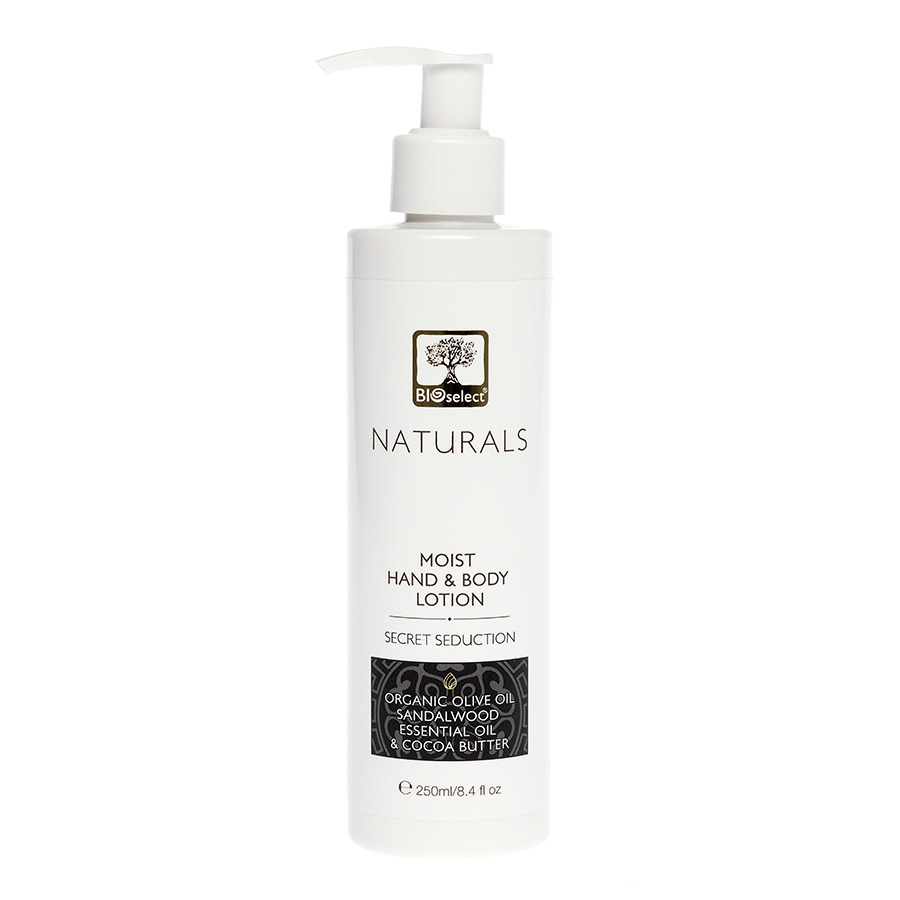 BIOselect®
NATURALS
MOIST
HAND & BODY
LOTION
SECRET SEDUCTION
ORGANIC OLIVE OIL
SANDALWOOD
ESSENTIAL OIL
& COCOA BUTTER
℮ 250ml/8.4 fl oz